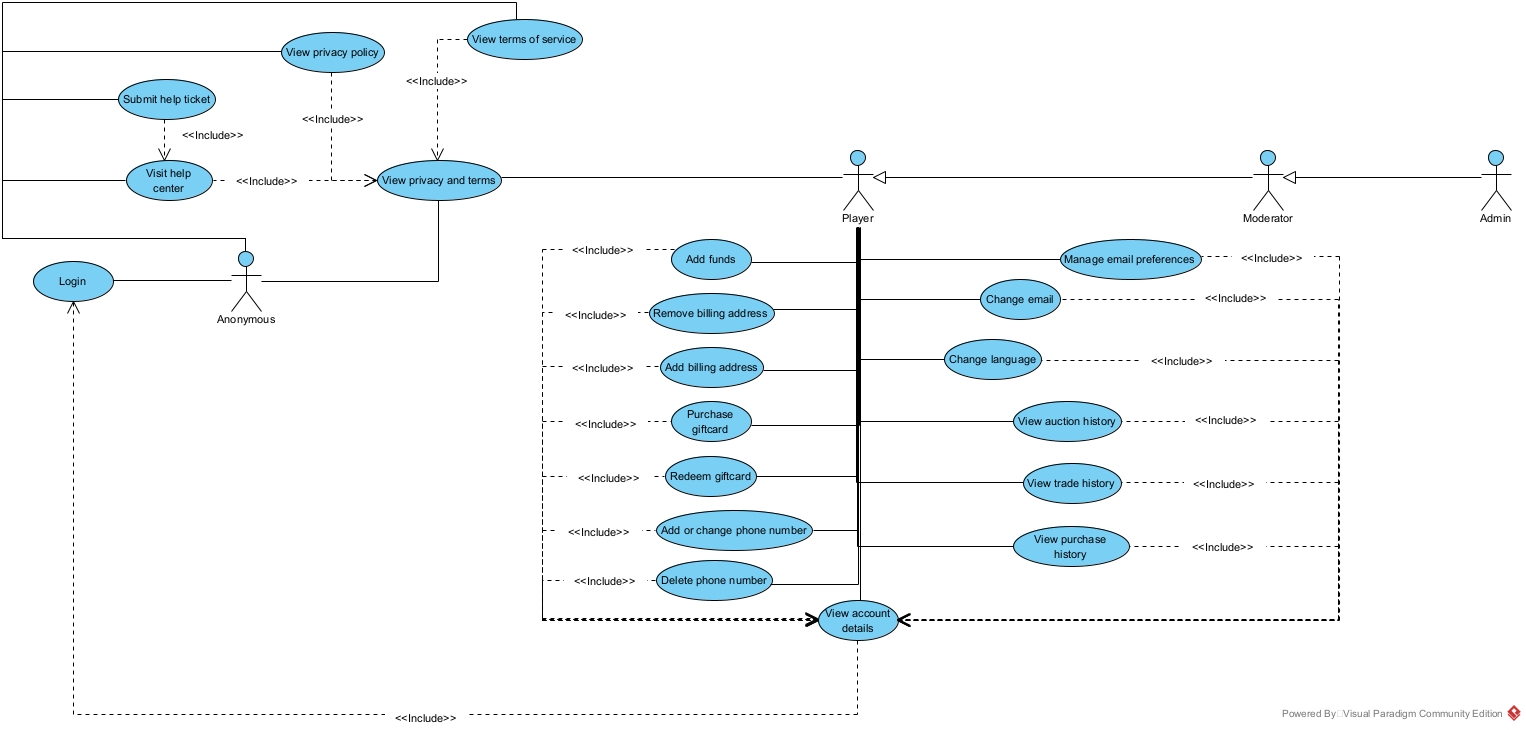 View terms of service
View privacy policy
<<Include>>
Submit help ticket
<<Include>>
<<Include>>
Visit help
center
<<Include>>
View privacy and terms
Player
Moderator
Admin
Login
Anonymous
<<Include>>
Add funds
Manage email preferences
<<Include>>
<<Include>>
Remove billing address
Change email
<<Include>>
<<Include>>
Add billing address
Change language
<<Include>>
<<Include>>
Purchase
giftcard
View auction history
<<Include>>
<<Include>>
Redeem giftcard
View trade history
<<Include>>
<<Include>>
Add or change phone number
View purchase
history
<<Include>>
<<Include>>
Delete phone number
View account
details
<<Include>>
Powered By Visual Paradigm Community Edition